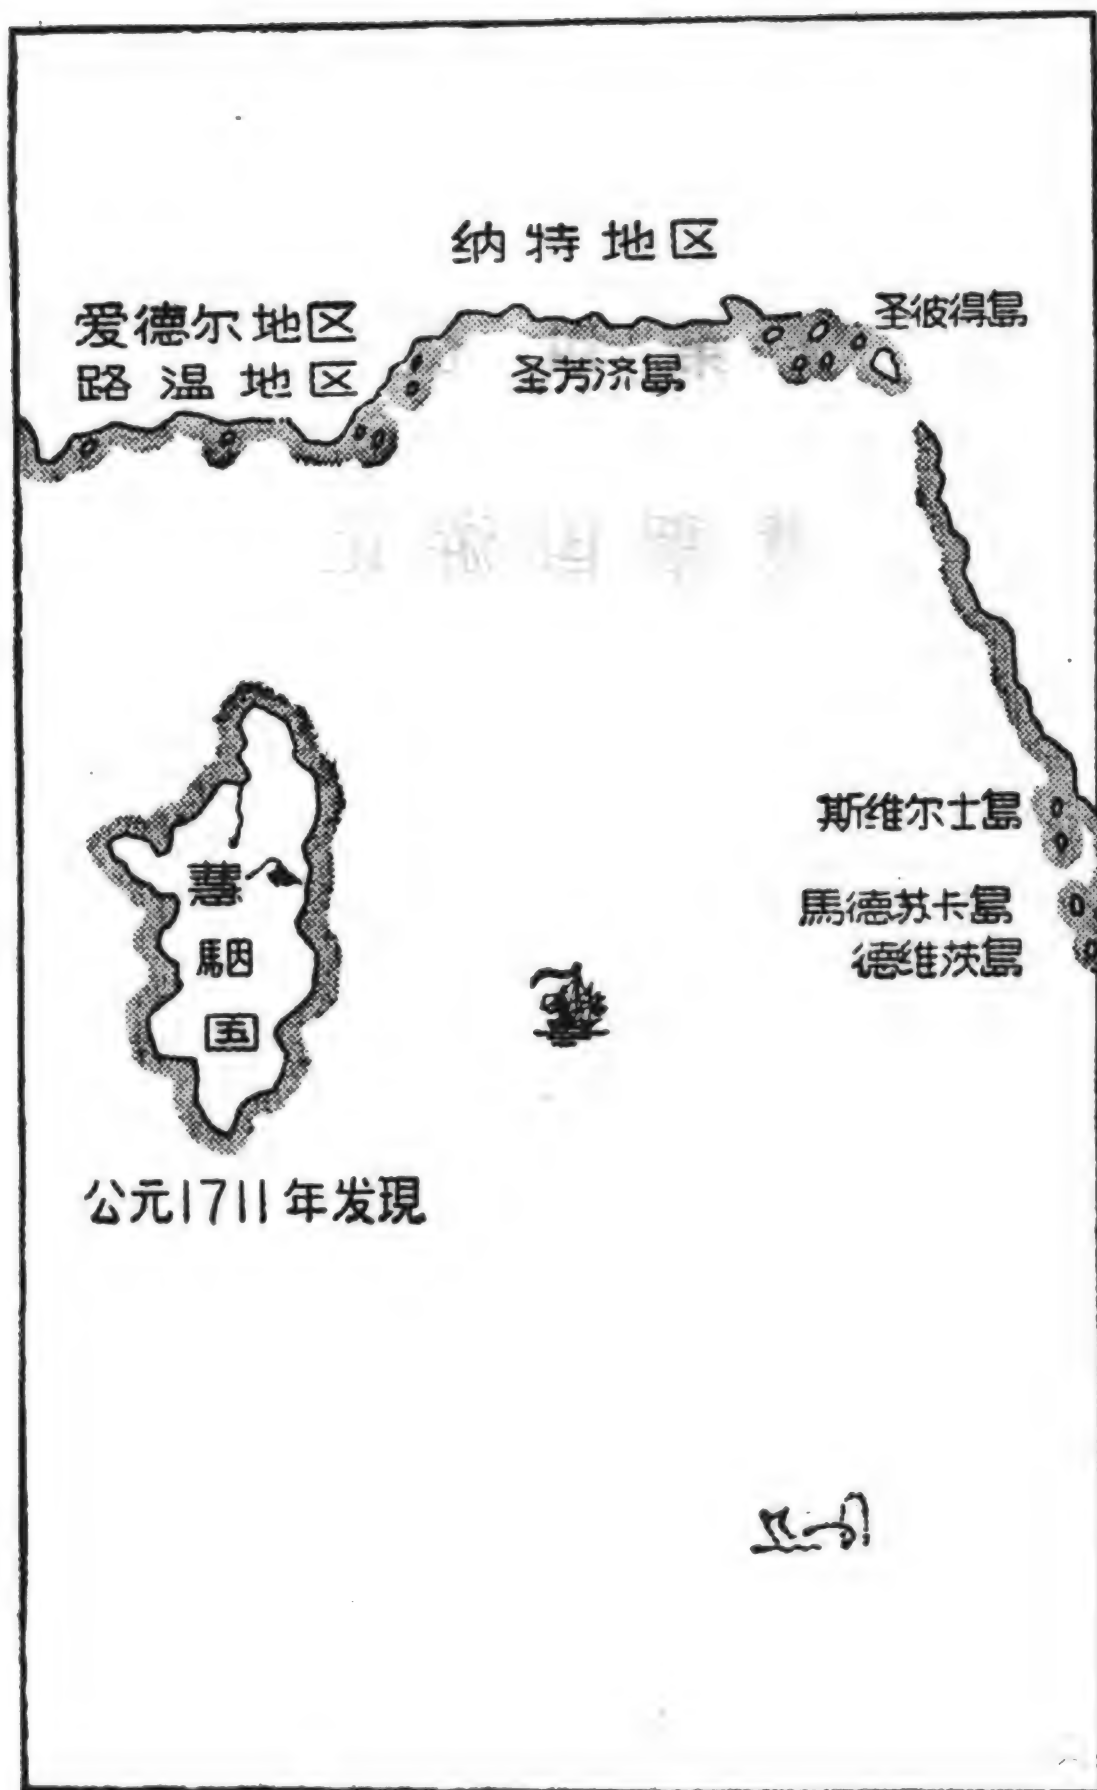 纳特地区
爱德尔地区
路温地区
圣彼得島
圣芳济島
斯维尔士島
馬德苏卡島
德维茨島
慧
駰
国
公元1711年发現